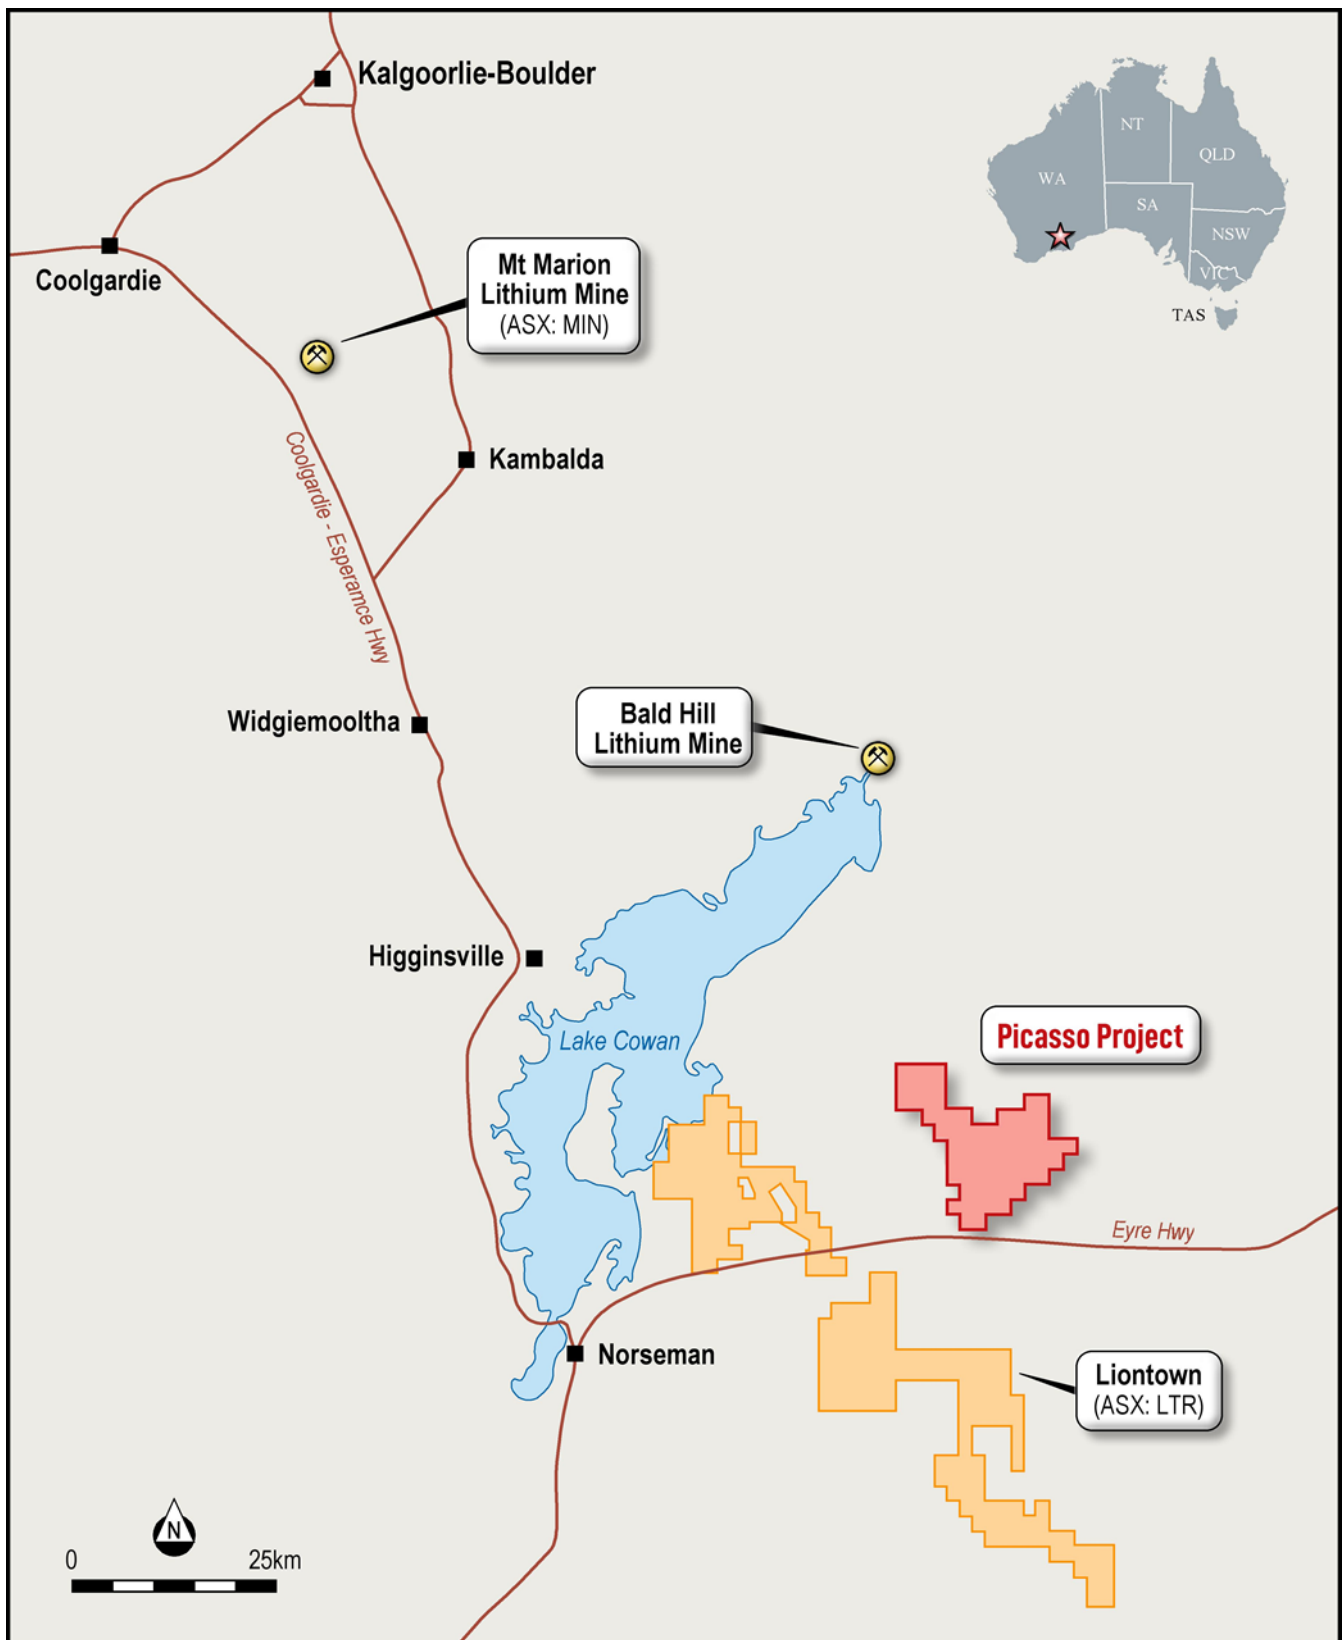 Kalgoorlie-Boulder
NT
QLD
WA
SA
NSW
VIC
TAS
Coolgardie
Mt Marion
Lithium Mine
(ASX: MIN)
Kambalda
Coolgardie - Esperamce Hwy
Widgiemooltha
Bald Hill
Lithium Mine
Higginsville
Lake Cowan
Picasso Project
Eyre Hwy
Norseman
Liontown
(ASX: LTR)
N
0
25km